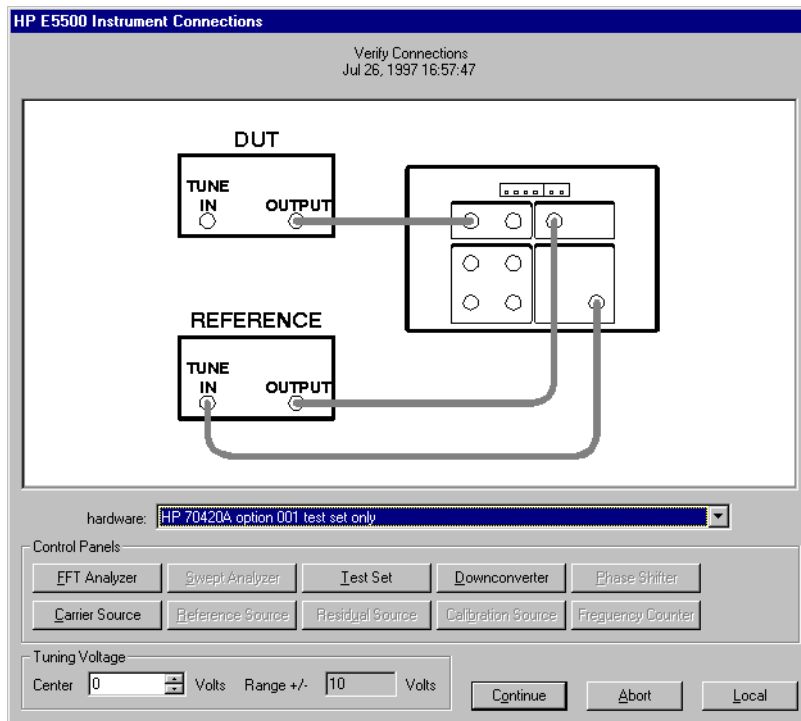 HP E5500 Instrument Connections
Verify Connections
Jul 26, 1997 16:57:47
DUT
TUNE
IN OUTPUT
REFERENCE
TUNE
IN OUTPUT
hardware: HP 70420A option 001 test set only
Control Panels
FFT Analyzer Swept Analyzer Test Set Downconverter Phase Shifter
Carrier Source Reference Source Residual Source Calibration Source Frequency Counter
Tuning Voltage
Center 0 Volts Range +/- 10 Volts
Continue Abort Local